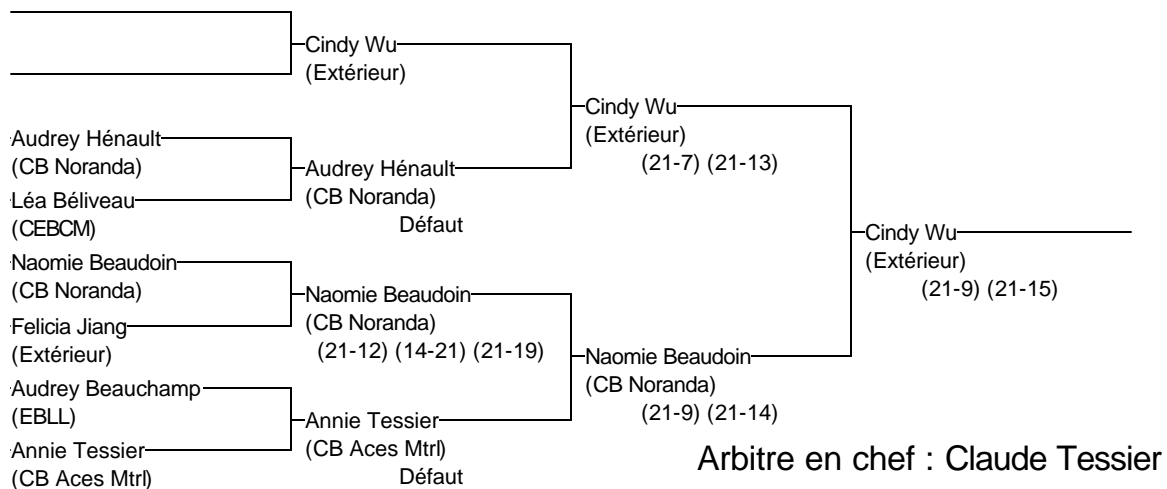 Cindy Wu
(Extérieur)
Audrey Hénault
(CB Noranda)
Léa Béliveau
(CEBCM)
Naomie Beaudoin
(CB Noranda)
Felicia Jiang
(Extérieur)
Audrey Beauchamp
(EBLL)
Annie Tessier
(CB Aces Mtrl)
Audrey Hénault
(CB Noranda)
Défaut
Naomie Beaudoin
(CB Noranda)
(21-12) (14-21) (21-19)
Annie Tessier
(CB Aces Mtrl)
Défaut
Cindy Wu
(Extérieur)
(21-7) (21-13)
Naomie Beaudoin
(CB Noranda)
(21-9) (21-14)
Cindy Wu
(Extérieur)
(21-9) (21-15)
Arbitre en chef : Claude Tessier